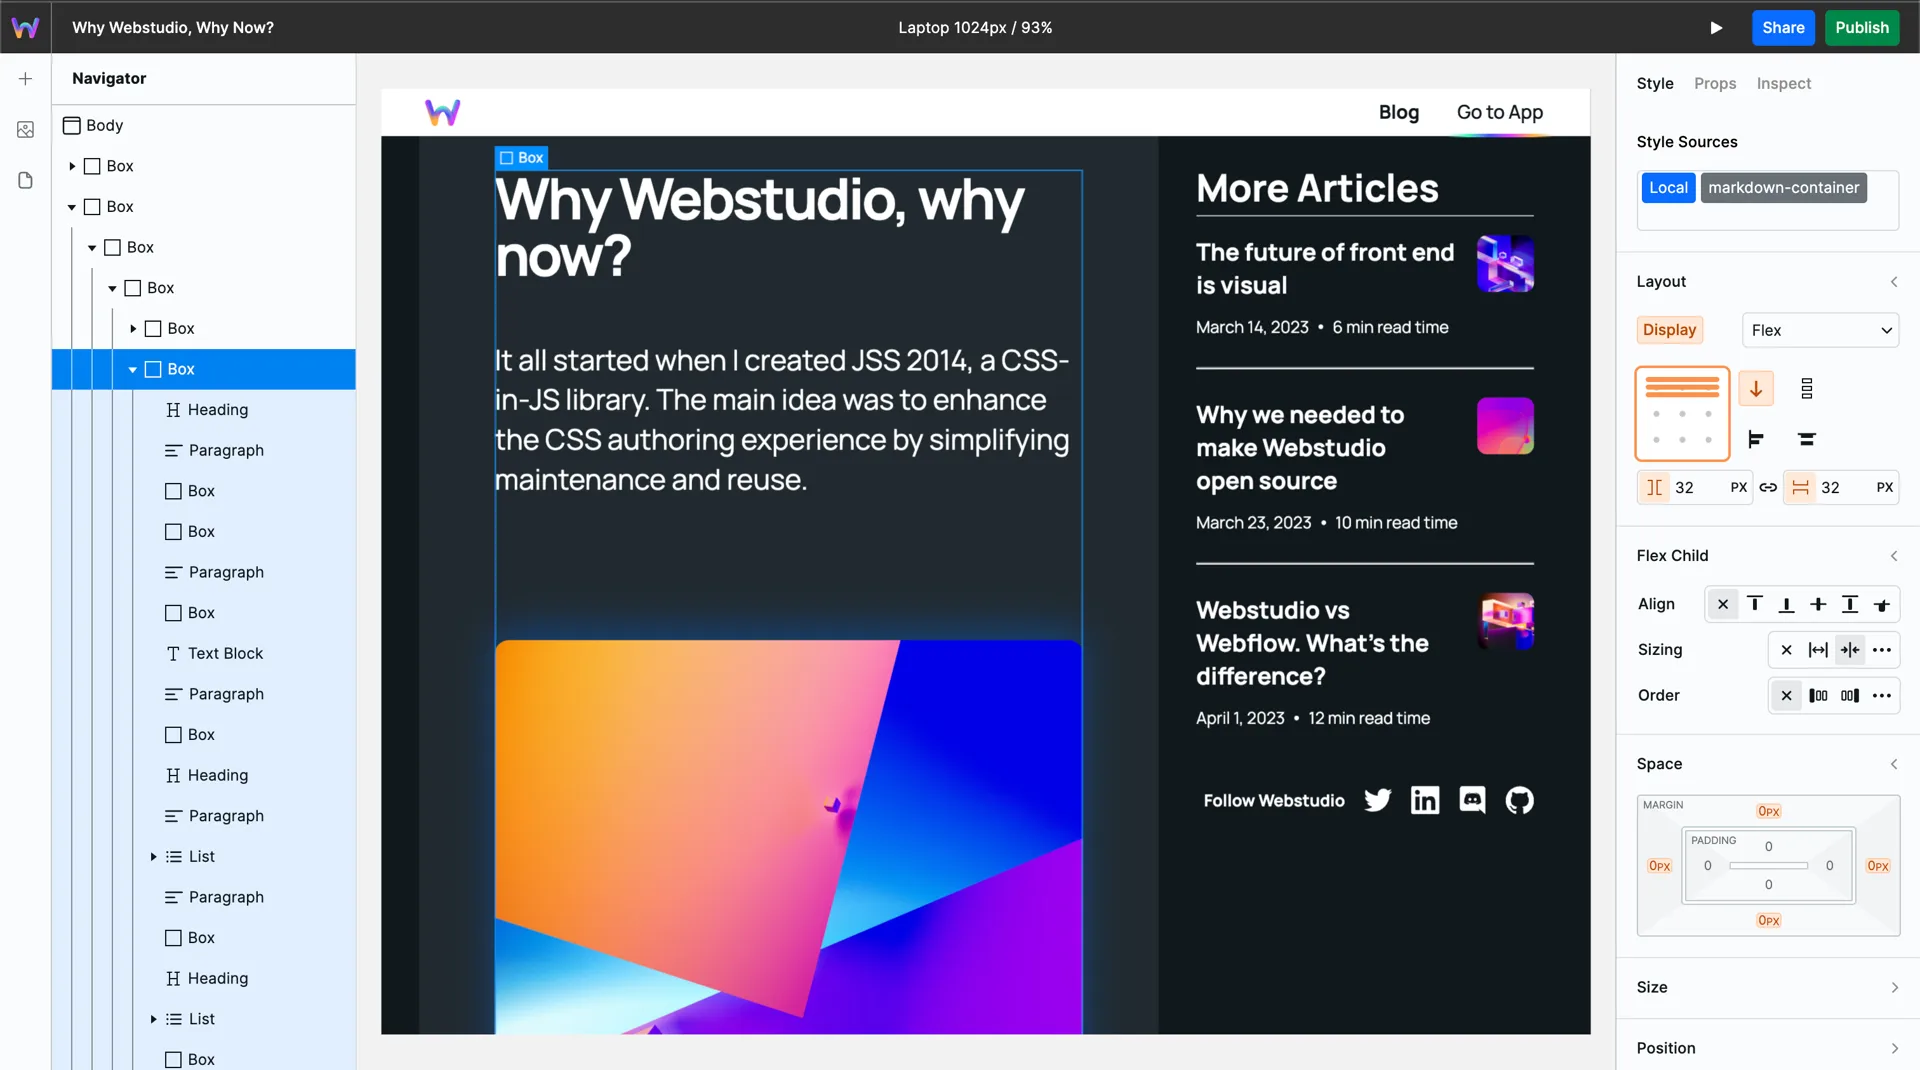 Why Webstudio, Why Now?
Laptop 1024px / 93%
Share
Publish
Navigator
Body
Box
Box
Box
Box
Box
Box
Heading
Paragraph
Box
Box
Paragraph
Box
Text Block
Paragraph
Box
Heading
Paragraph
List
Paragraph
Box
Heading
List
Box
Blog
Go to App
Box
Why Webstudio, why
now?
It all started when I created JSS 2014, a CSS-
in-JS library. The main idea was to enhance
the CSS authoring experience by simplifying
maintenance and reuse.
More Articles
The future of front end
is visual
March 14, 2023 • 6 min read time
Why we needed to
make Webstudio
open source
March 23, 2023 • 10 min read time
Webstudio vs
Webflow. What's the
difference?
April 1, 2023 • 12 min read time
Follow Webstudio
Style
Props
Inspect
Style Sources
Local
markdown-container
Layout
Display
Flex
32 PX
32 PX
Flex Child
Align
Sizing
Order
Space
MARGIN
0PX
PADDING
0
0PX
0
0
0PX
0
0PX
Size
Position